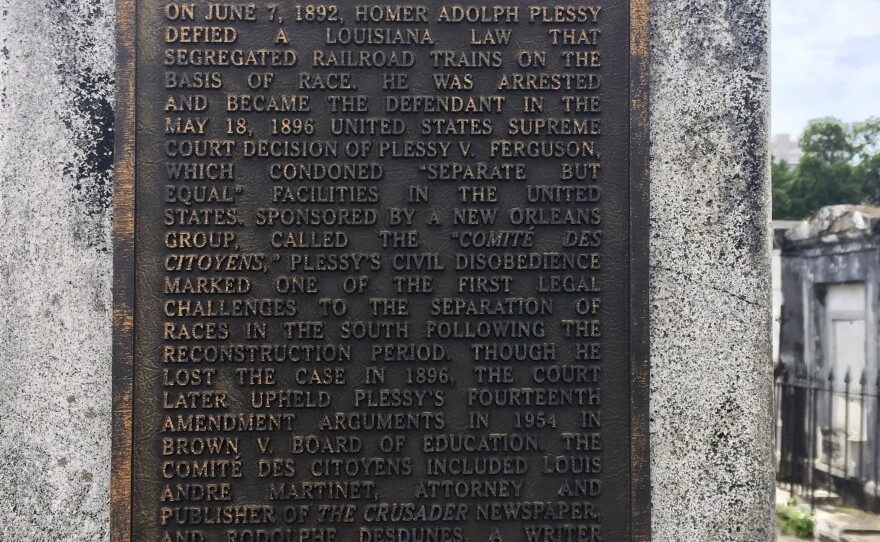 ON JUNE 7, 1892, HOMER ADOLPH PLESSY
DEFIED A LOUISIANA LAW THAT
SEGREGATED RAILROAD TRAINS ON THE
BASIS OF RACE. HE WAS ARRESTED
AND BECAME THE DEFENDANT IN THE
MAY 18, 1896 UNITED STATES SUPREME
COURT DECISION OF PLESSY V. FERGUSON,
WHICH CONDONED "SEPARATE BUT
EQUAL" FACILITIES IN THE UNITED
STATES. SPONSORED BY A NEW ORLEANS
GROUP, CALLED THE "COMITÉ DES
CITOYENS," PLESSY'S CIVIL DISOBEDIENCE
MARKED ONE OF THE FIRST LEGAL
CHALLENGES TO THE SEPARATION OF
RACES IN THE SOUTH FOLLOWING THE
RECONSTRUCTION PERIOD. THOUGH HE
LOST THE CASE IN 1896, THE COURT
LATER UPHELD PLESSY'S FOURTEENTH
AMENDMENT ARGUMENTS IN 1954 IN
BROWN V. BOARD OF EDUCATION. THE
COMITÉ DES CITOYENS INCLUDED LOUIS
ANDRE MARTINET, ATTORNEY AND
PUBLISHER OF THE CRUSADER NEWSPAPER,
AND RODOLPHE DESDUNES, A WRITER